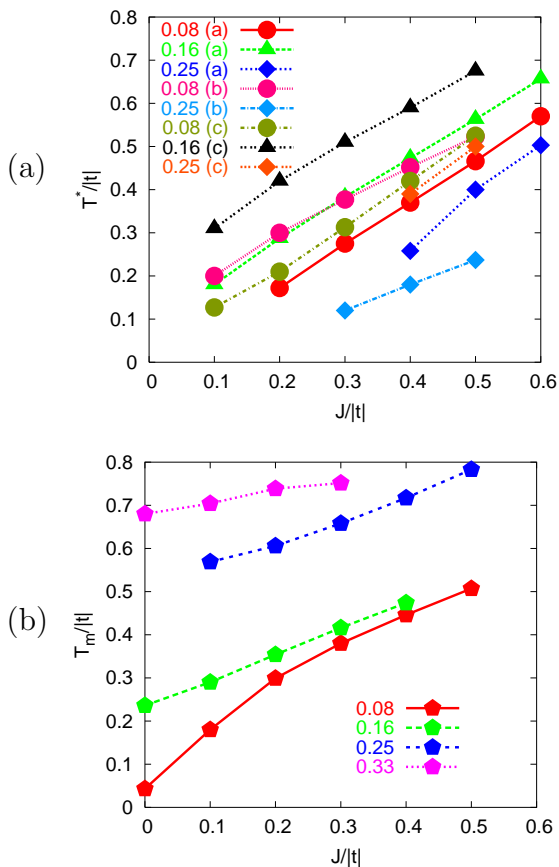 (a)
T*/|t|
0.8
0.7
0.6
0.5
0.4
0.3
0.2
0.1
0
0.08 (a)
0.16 (a)
0.25 (a)
0.08 (b)
0.25 (b)
0.08 (c)
0.16 (c)
0.25 (c)
0 0.1 0.2 0.3 0.4 0.5 0.6
J/|t|
(b)
Tm/|t|
0.8
0.7
0.6
0.5
0.4
0.3
0.2
0.1
0
0.08
0.16
0.25
0.33
0 0.1 0.2 0.3 0.4 0.5 0.6
J/|t|